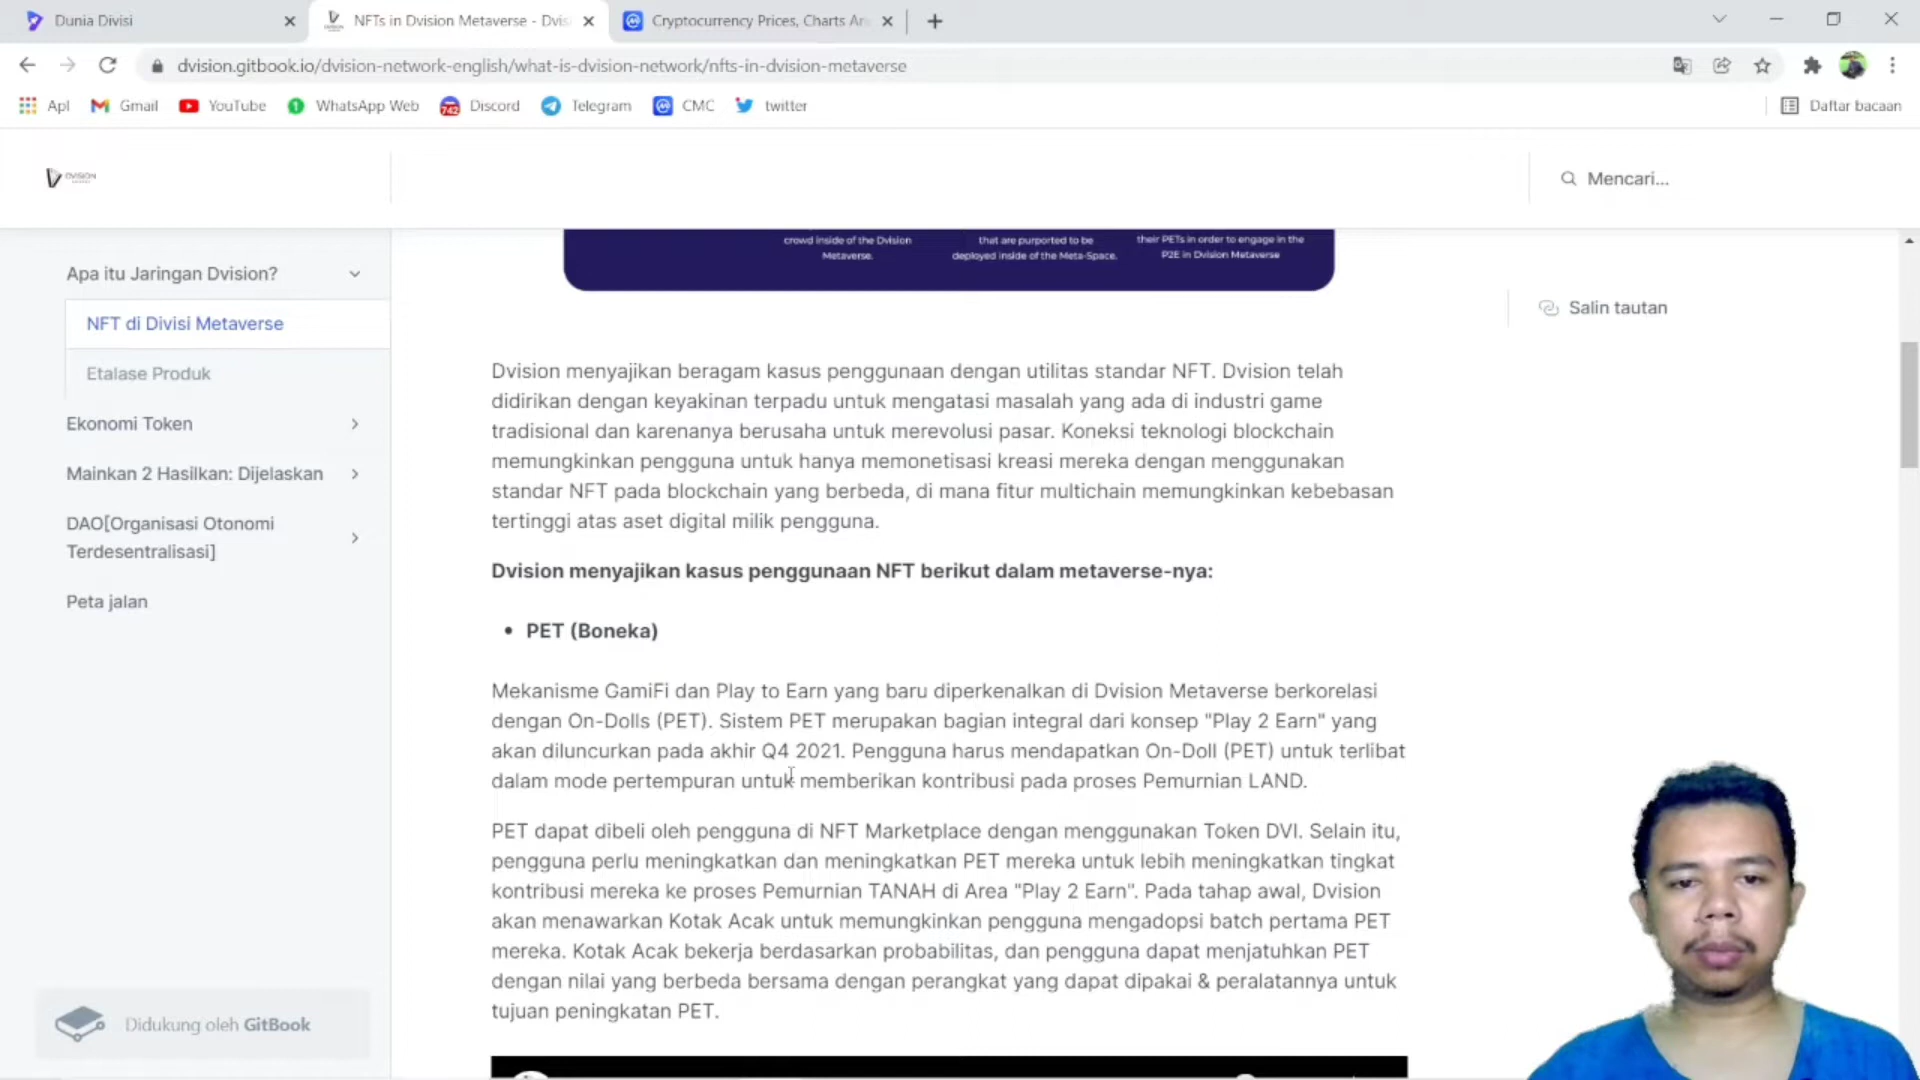 Dunia Divisi
NFTs in Dvision Metaverse - Dvis
Cryptocurrency Prices, Charts An
dvision.gitbook.io/dvision-network-english/what-is-dvision-network/nfts-in-dvision-metaverse
Apl
Gmail
YouTube
WhatsApp Web
742
Discord
Telegram
CMC
twitter
Daftar bacaan
DVISION
Mencari...
crowd inside of the Dvision
Metaverse.
that are purported to be
deployed inside of the Meta-Space.
their PETs in order to engage in the
P2E in Dvision Metaverse
Apa itu Jaringan Dvision?
NFT di Divisi Metaverse
Etalase Produk
Ekonomi Token
Mainkan 2 Hasilkan: Dijelaskan
DAO[Organisasi Otonomi
Terdesentralisasi]
Peta jalan
Didukung oleh GitBook
Salin tautan
Dvision menyajikan beragam kasus penggunaan dengan utilitas standar NFT. Dvision telah
didirikan dengan keyakinan terpadu untuk mengatasi masalah yang ada di industri game
tradisional dan karenanya berusaha untuk merevolusi pasar. Koneksi teknologi blockchain
memungkinkan pengguna untuk hanya memonetisasi kreasi mereka dengan menggunakan
standar NFT pada blockchain yang berbeda, di mana fitur multichain memungkinkan kebebasan
tertinggi atas aset digital milik pengguna.
Dvision menyajikan kasus penggunaan NFT berikut dalam metaverse-nya:
• PET (Boneka)
Mekanisme GamiFi dan Play to Earn yang baru diperkenalkan di Dvision Metaverse berkorelasi
dengan On-Dolls (PET). Sistem PET merupakan bagian integral dari konsep "Play 2 Earn" yang
akan diluncurkan pada akhir Q4 2021. Pengguna harus mendapatkan On-Doll (PET) untuk terlibat
dalam mode pertempuran untuk memberikan kontribusi pada proses Pemurnian LAND.
PET dapat dibeli oleh pengguna di NFT Marketplace dengan menggunakan Token DVI. Selain itu,
pengguna perlu meningkatkan dan meningkatkan PET mereka untuk lebih meningkatkan tingkat
kontribusi mereka ke proses Pemurnian TANAH di Area "Play 2 Earn". Pada tahap awal, Dvision
akan menawarkan Kotak Acak untuk memungkinkan pengguna mengadopsi batch pertama PET
mereka. Kotak Acak bekerja berdasarkan probabilitas, dan pengguna dapat menjatuhkan PET
dengan nilai yang berbeda bersama dengan perangkat yang dapat dipakai & peralatannya untuk
tujuan peningkatan PET.